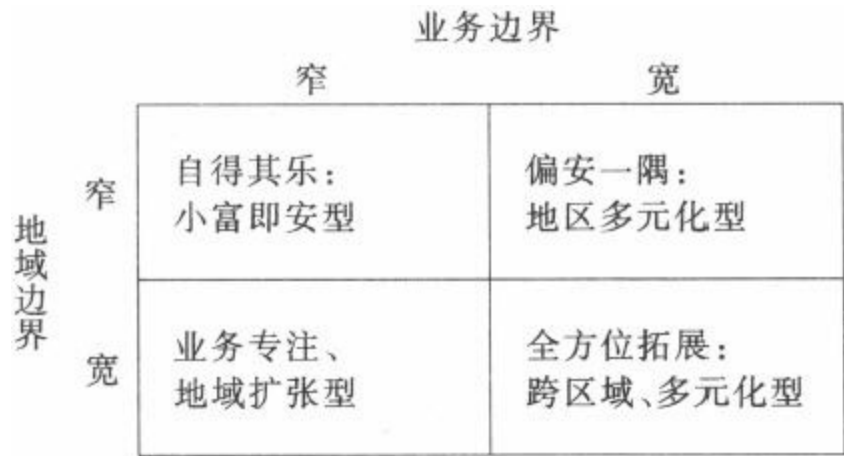 业务边界
窄 宽
地域边界
窄
自得其乐：
小富即安型
偏安一隅：
地区多元化型
宽
业务专注、
地域扩张型
全方位拓展：
跨区域、多元化型